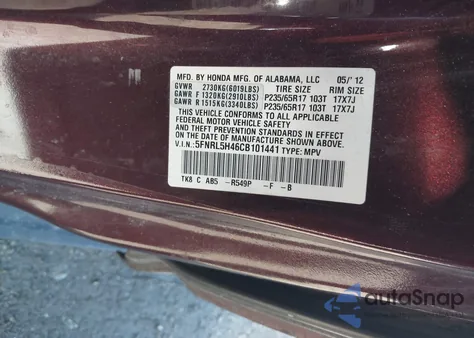 MFD. BY HONDA MFG. OF ALABAMA, LLC 05/'12
GVWR 2730KG(6019LBS) TIRE SIZE RIM SIZE
GAWR F 1320KG(2910LBS) P235/65R17 103T 17X7J
GAWR R 1515KG(3340LBS) P235/65R17 103T 17X7J
THIS VEHICLE CONFORMS TO ALL APPLICABLE
FEDERAL MOTOR VEHICLE SAFETY, BUMPER
AND THEFT PREVENTION STANDARDS IN EFFECT
ON THE DATE OF MANUFACTURE SHOWN ABOVE.
V.I.N.: 5FNRL5H46CB101441 TYPE: MPV
TK8 C AB5 -R549P -F -B
autoSnap